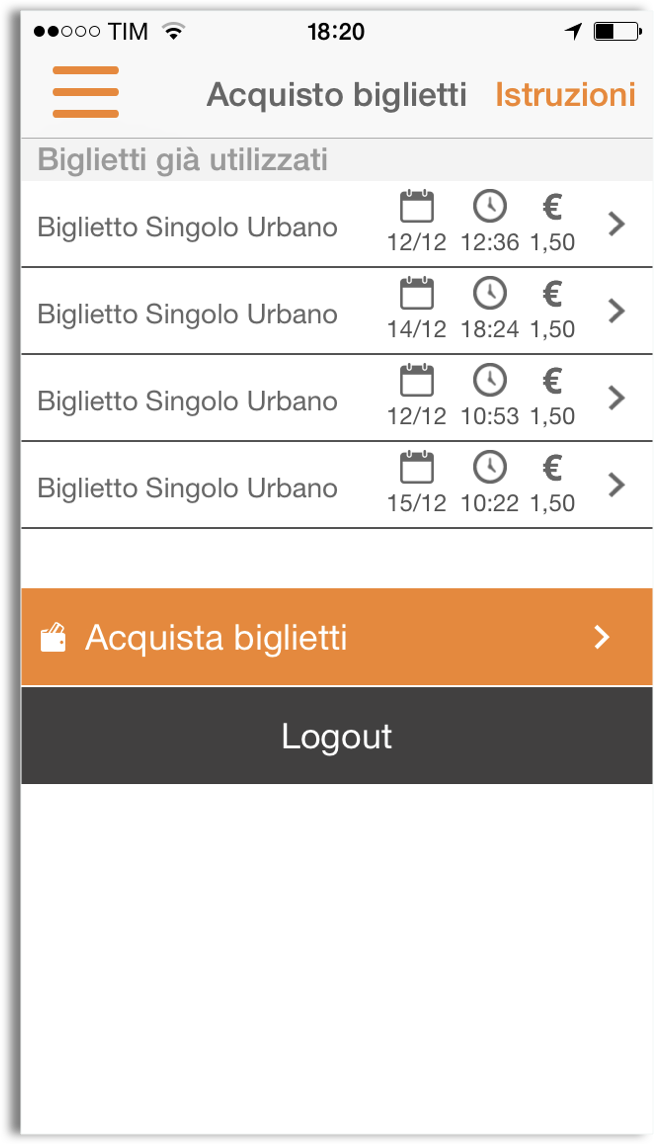 TIM 18:20
Acquisto biglietti Istruzioni
Biglietti già utilizzati
Biglietto Singolo Urbano 12/12 12:36 € 1,50
Biglietto Singolo Urbano 14/12 18:24 € 1,50
Biglietto Singolo Urbano 12/12 10:53 € 1,50
Biglietto Singolo Urbano 15/12 10:22 € 1,50
Acquista biglietti
Logout